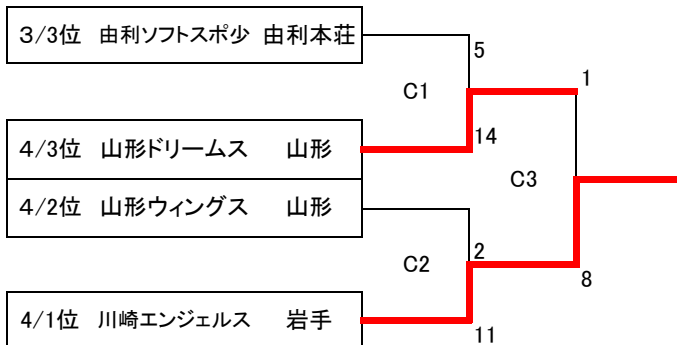 ３/3位 由利ソフトスポ少 由利本荘
5
C1
1
4/3位 山形ドリームス 山形
14
C3
4/2位 山形ウィングス 山形
2
C2
8
4/1位 川崎エンジェルス 岩手
11